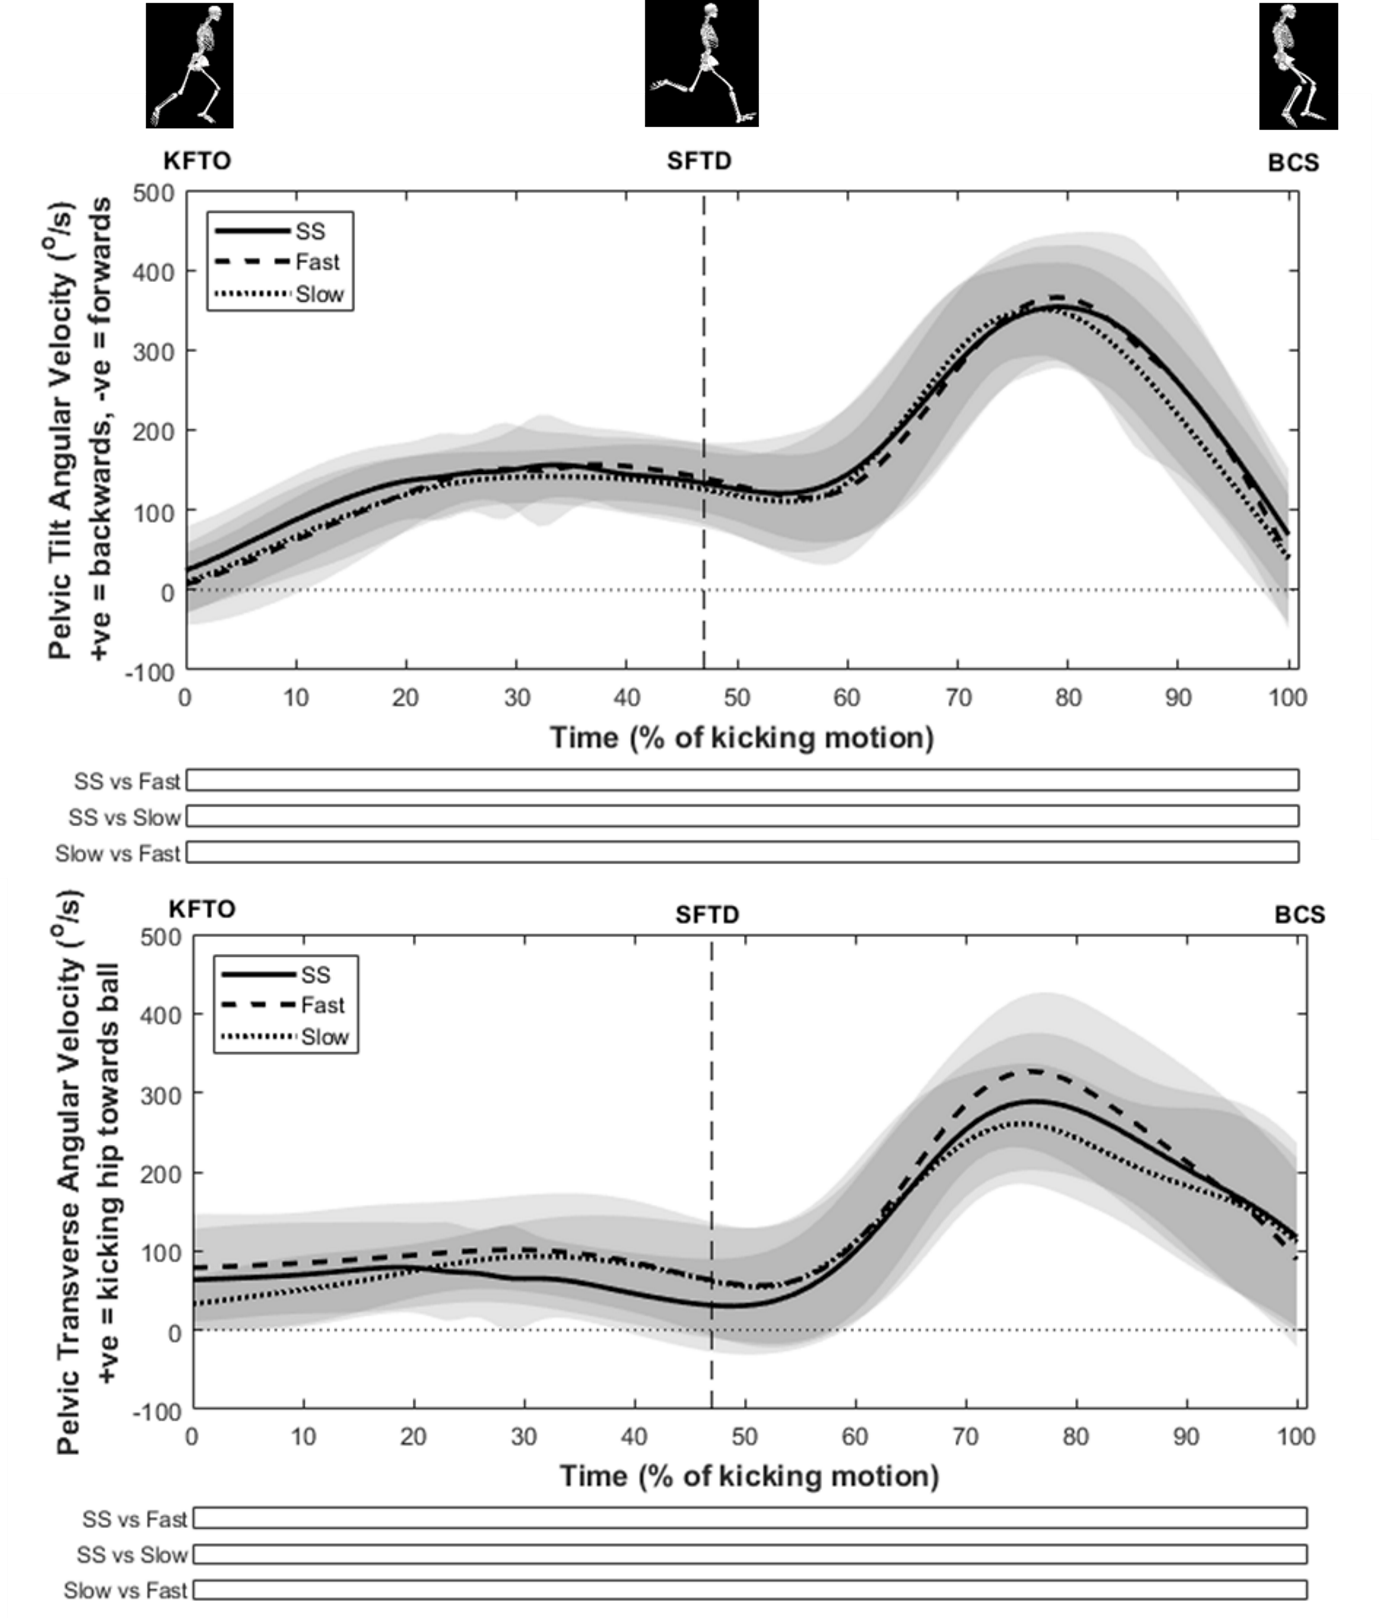 KFTO SFTD BCS
Pelvic Tilt Angular Velocity (°/s)
+ve = backwards, -ve = forwards
500
400
300
200
100
0
-100
SS
Fast
Slow
0 10 20 30 40 50 60 70 80 90 100
Time (% of kicking motion)
SS vs Fast
SS vs Slow
Slow vs Fast
KFTO SFTD BCS
Pelvic Transverse Angular Velocity (°/s)
+ve = kicking hip towards ball
500
400
300
200
100
0
-100
SS
Fast
Slow
0 10 20 30 40 50 60 70 80 90 100
Time (% of kicking motion)
SS vs Fast
SS vs Slow
Slow vs Fast